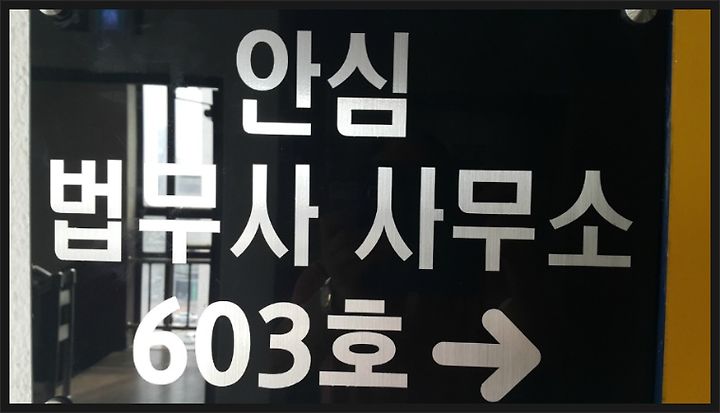 안심
법무사 사무소
603호 →